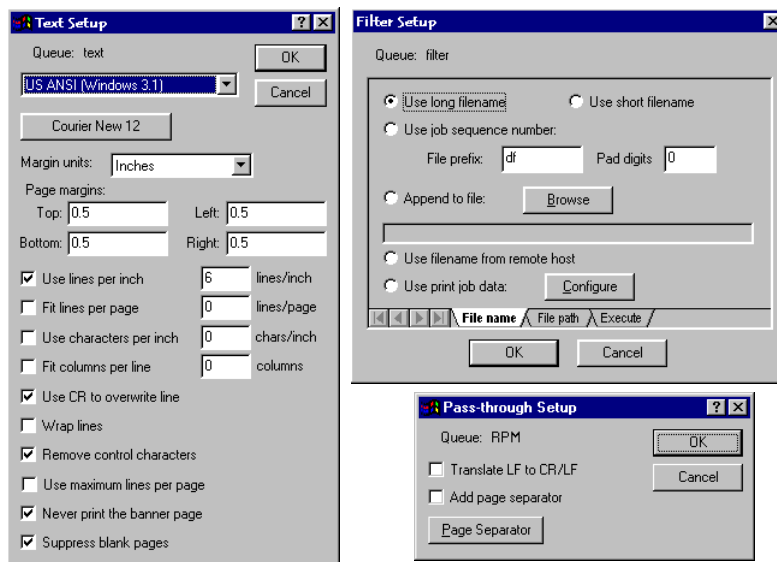 Text Setup
Queue: text
OK
US ANSI (Windows 3.1)
Cancel
Courier New 12
Margin units: Inches
Page margins:
Top: 0.5 Left: 0.5
Bottom: 0.5 Right: 0.5
Use lines per inch 6 lines/inch
Fit lines per page 0 lines/page
Use characters per inch 0 chars/inch
Fit columns per line 0 columns
Use CR to overwrite line
Wrap lines
Remove control characters
Use maximum lines per page
Never print the banner page
Suppress blank pages
Filter Setup
Queue: filter
Use long filename Use short filename
Use job sequence number:
File prefix: df Pad digits 0
Append to file: Browse
Use filename from remote host
Use print job data: Configure
File name File path Execute
OK Cancel
Pass-through Setup
Queue: RPM
OK
Translate LF to CR/LF
Cancel
Add page separator
Page Separator